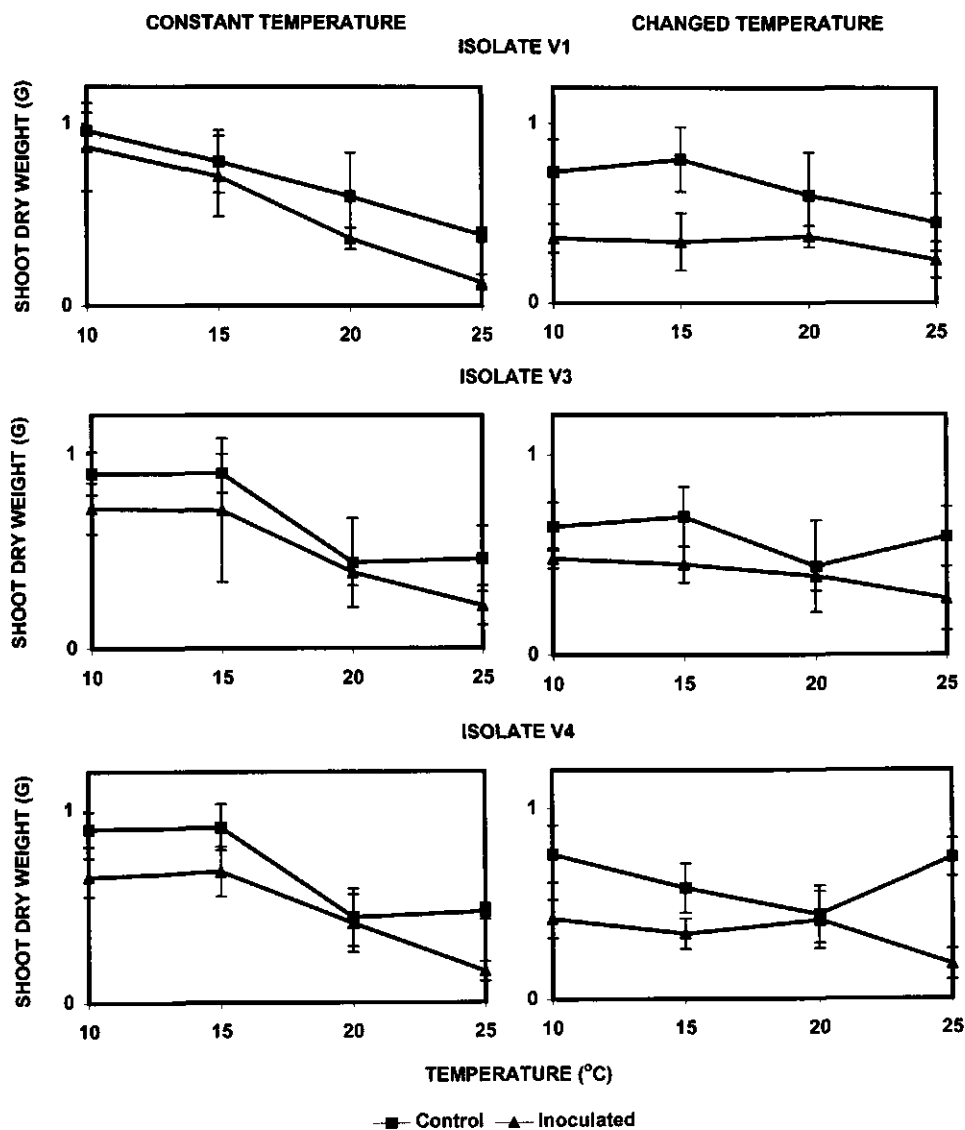 CONSTANT TEMPERATURE CHANGED TEMPERATURE
ISOLATE V1
SHOOT DRY WEIGHT (G)
1
0
10 15 20 25
1
0
10 15 20 25
ISOLATE V3
SHOOT DRY WEIGHT (G)
1
0
10 15 20 25
1
0
10 15 20 25
ISOLATE V4
SHOOT DRY WEIGHT (G)
1
0
10 15 20 25
1
0
10 15 20 25
TEMPERATURE (°C)
Control Inoculated